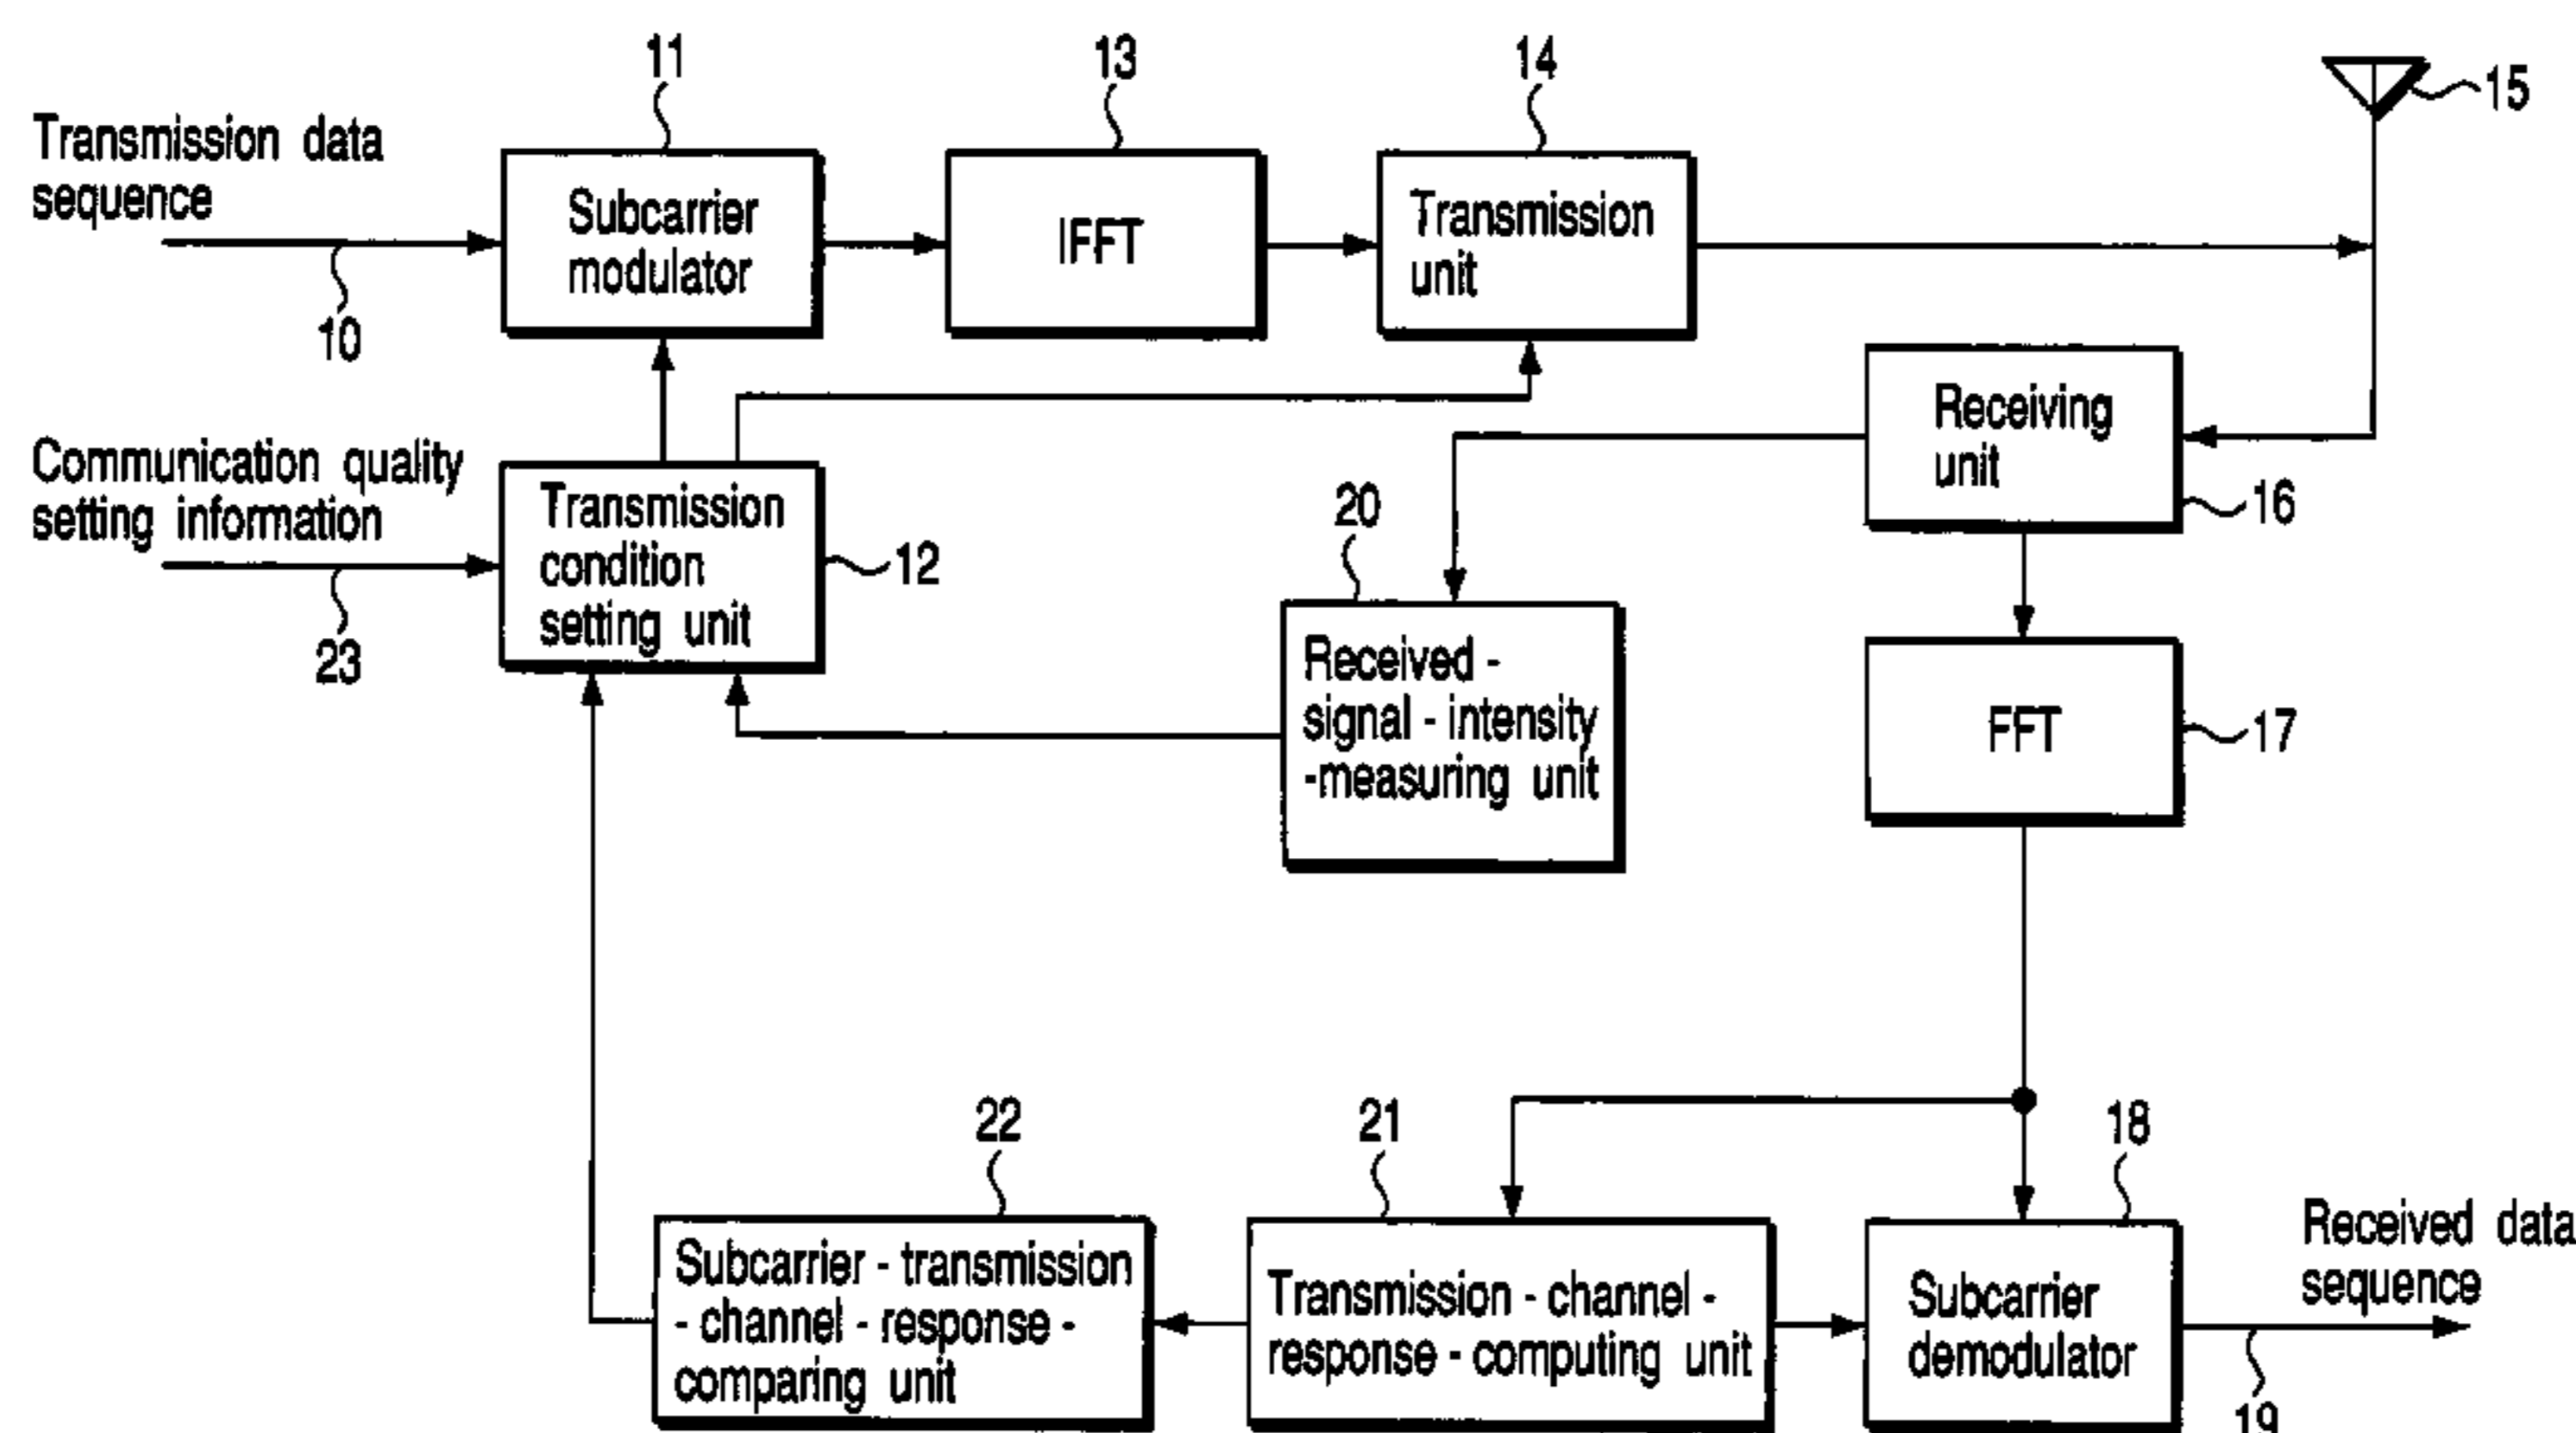 11
13
14
15
Transmission data
sequence
Subcarrier
modulator
IFFT
Transmission
unit
10
Receiving
unit
16
Communication quality
setting information
Transmission
condition
setting unit
12
23
20
Received -
signal - intensity
-measuring unit
FFT
17
22
21
18
Subcarrier - transmission
- channel - response -
comparing unit
Transmission - channel -
response - computing unit
Subcarrier
demodulator
Received data
sequence
19